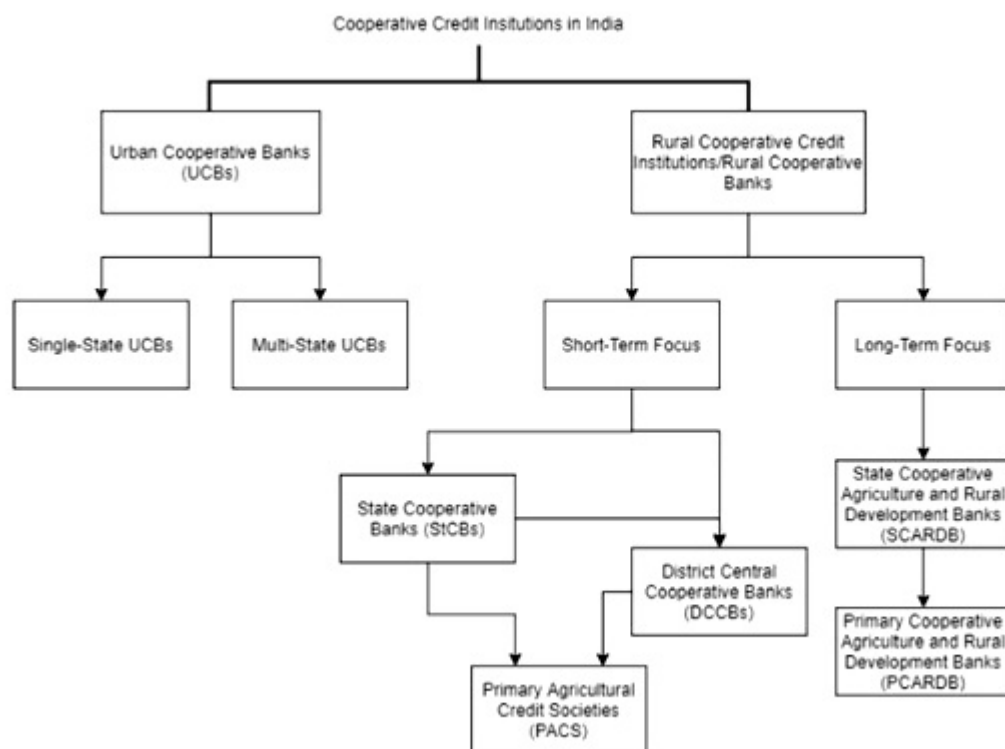 Cooperative Credit Insitutions in India
Urban Cooperative Banks
(UCBs)
Rural Cooperative Credit
Institutions/Rural Cooperative
Banks
Single-State UCBs
Multi-State UCBs
Short-Term Focus
Long-Term Focus
State Cooperative
Banks (StCBs)
State Cooperative
Agriculture and Rural
Development Banks
(SCARDB)
District Central
Cooperative Banks
(DCCBs)
Primary Cooperative
Agriculture and Rural
Development Banks
(PCARDB)
Primary Agricultural
Credit Societies
(PACS)